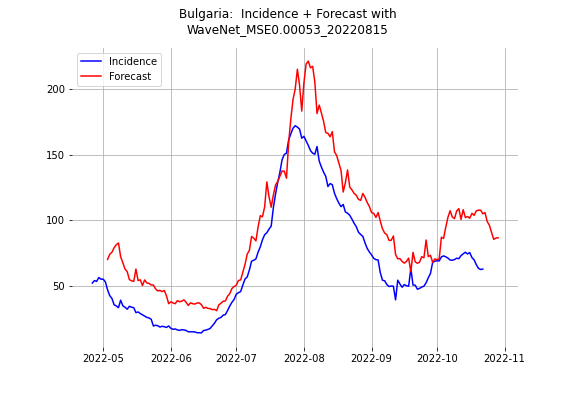 Bulgaria:  Incidence + Forecast with
WaveNet_MSE0.00053_20220815
Incidence
Forecast
200
150
100
50
2022-05 2022-06 2022-07 2022-08 2022-09 2022-10 2022-11